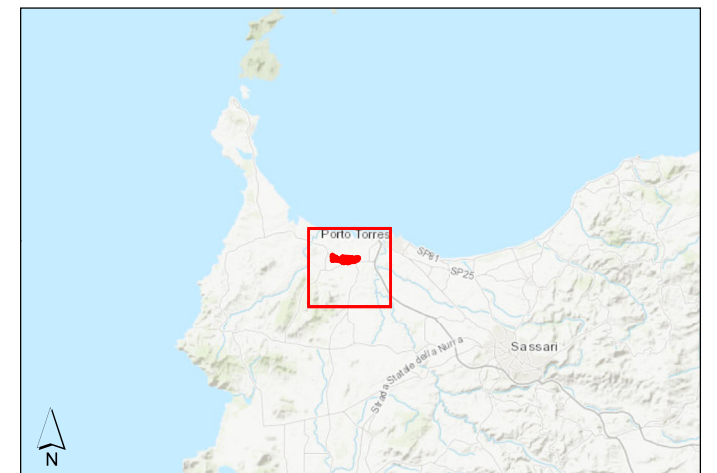 Porto Torres
SP81
SP25
Sassari
Strada Statale della Nurra
N